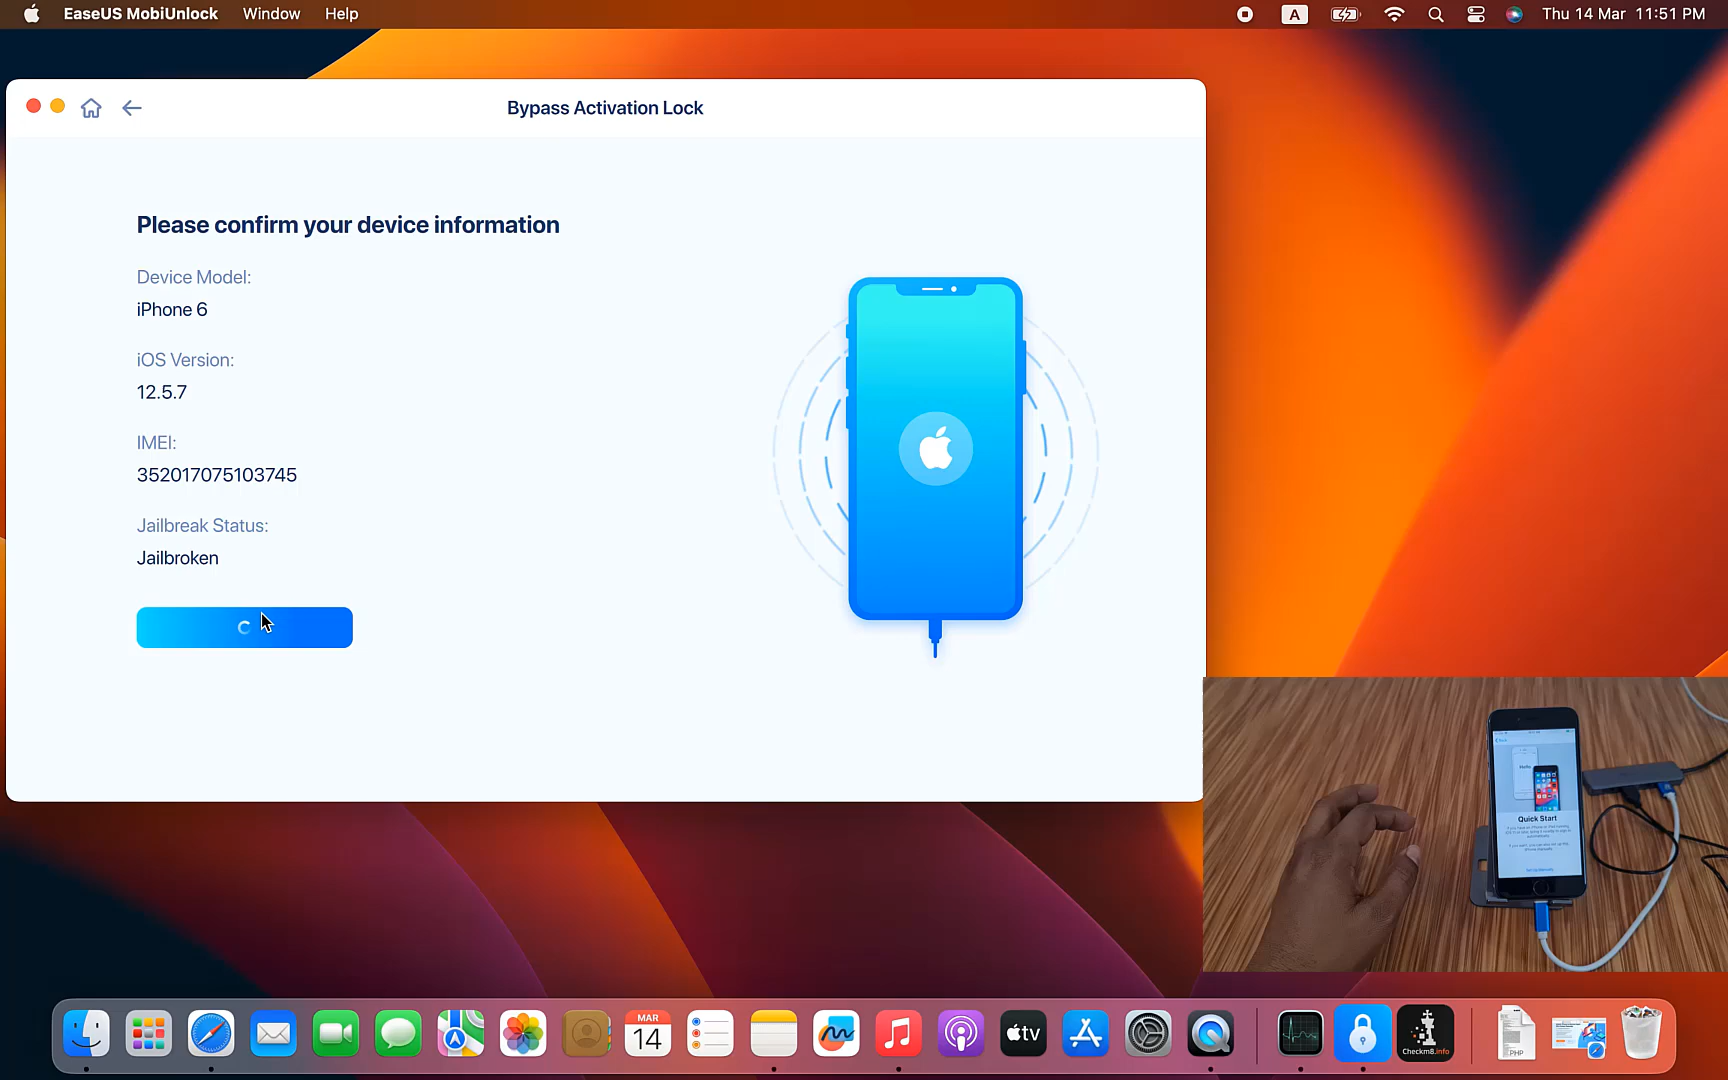 EaseUS MobiUnlock Window Help
A
Thu 14 Mar 11:51 PM
Bypass Activation Lock
Please confirm your device information
Device Model:
iPhone 6
iOS Version:
12.5.7
IMEI:
352017075103745
Jailbreak Status:
Jailbroken
Hello
Quick Start
MAR
14
tv
Checkm8.info
PHP